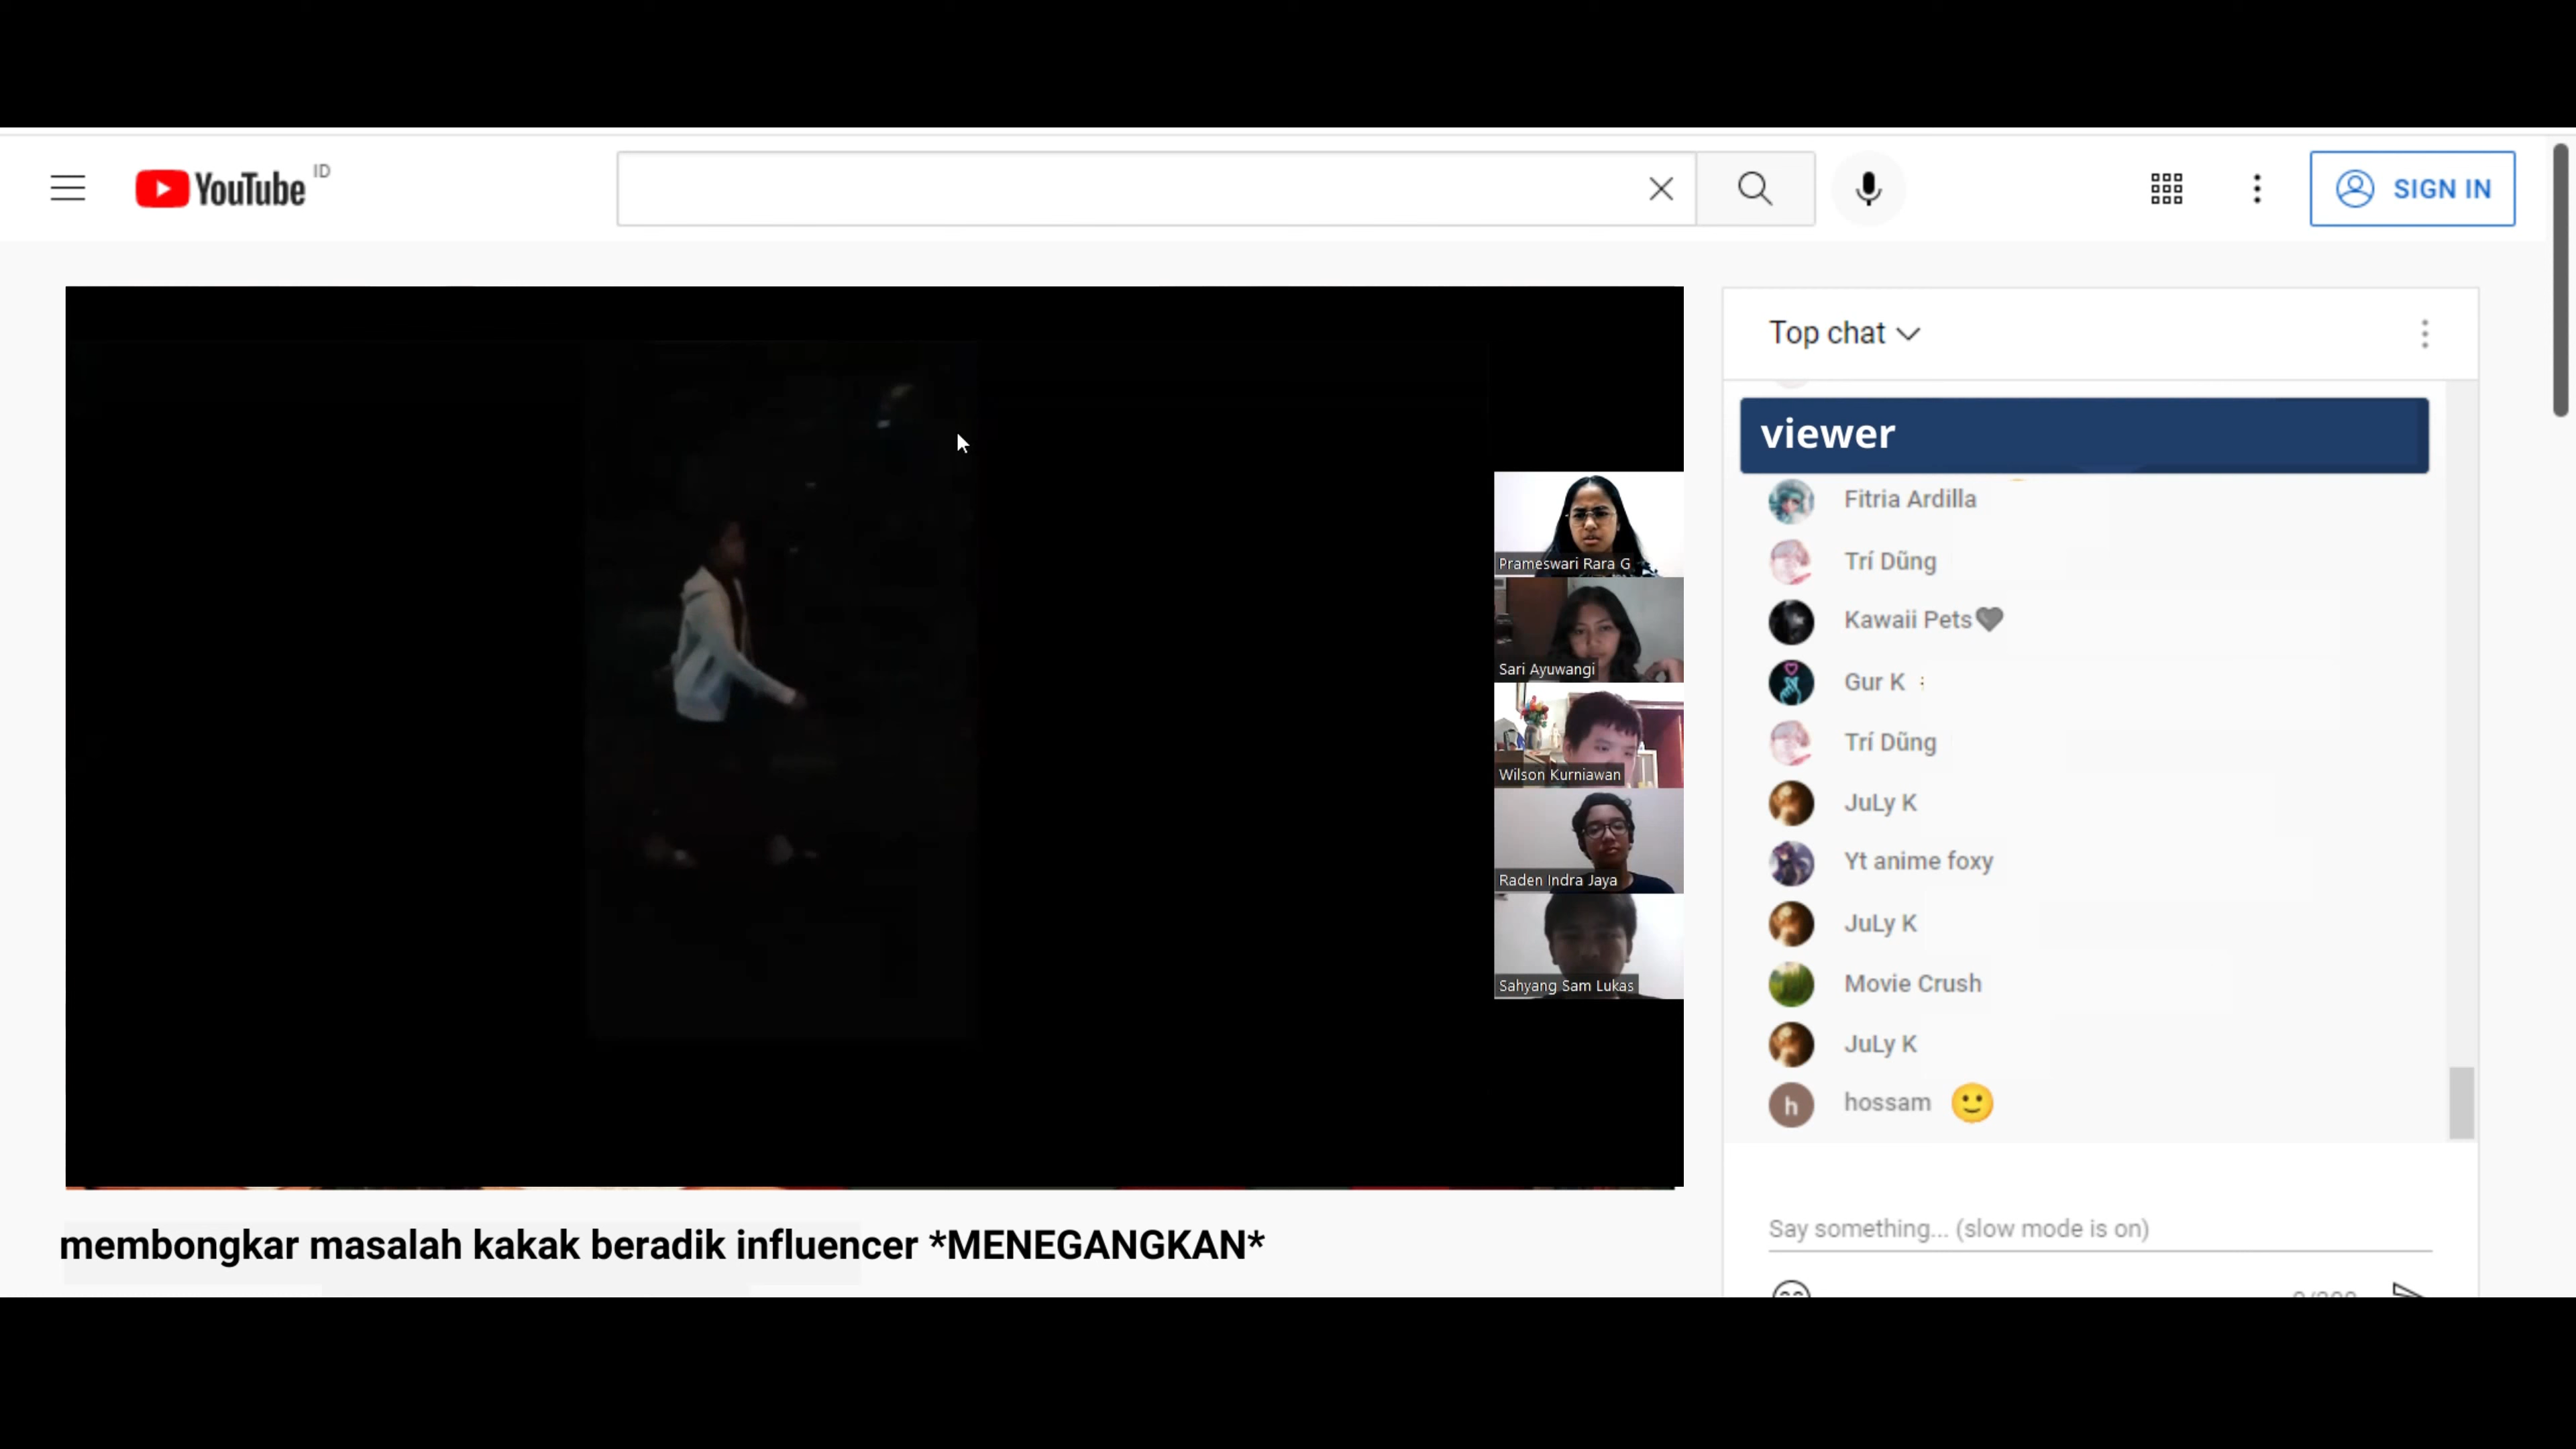 YouTube ID
SIGN IN
Top chat
viewer
Prameswari Rara G
Sari Ayuwangi
Wilson Kurniawan
Raden Indra Jaya
Sahyang Sam Lukas
Fitria Ardilla
Trí Dũng
Kawaii Pets🖤
Gur K
Trí Dũng
JuLy K
Yt anime foxy
JuLy K
Movie Crush
JuLy K
h hossam 🙂
Say something... (slow mode is on)
membongkar masalah kakak beradik influencer *MENEGANGKAN*